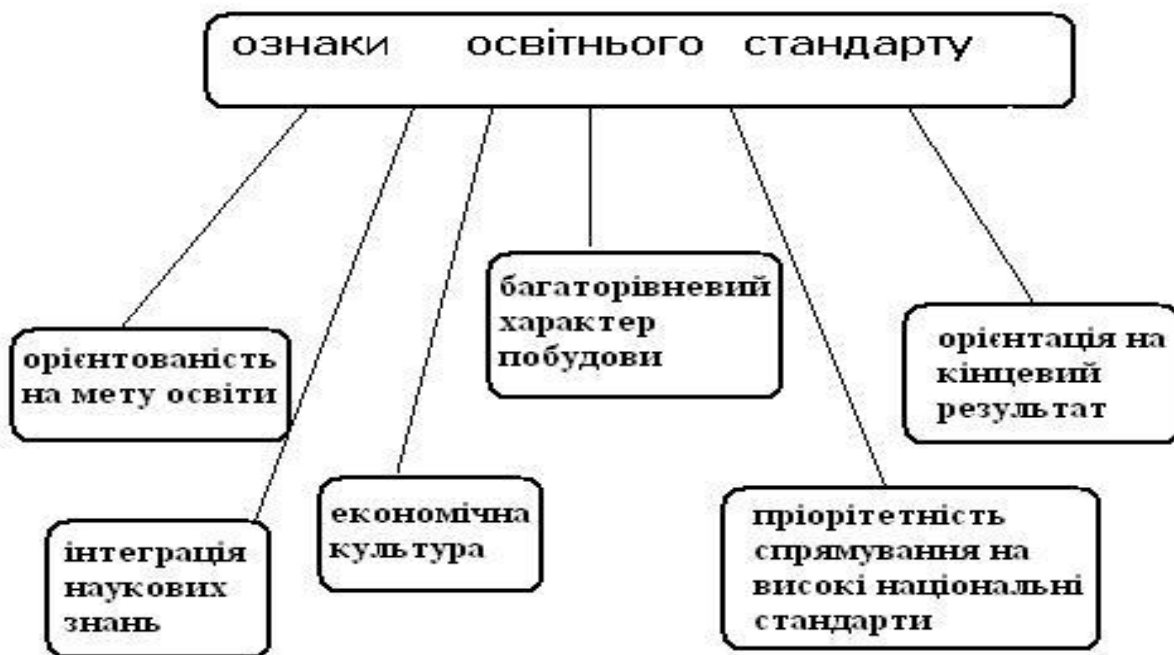 ознаки освітнього стандарту
орієнтованість
на мету освіти
інтеграція
наукових
знань
економічна
культура
багаторівневий
характер
побудови
пріорітетність
спрямування на
високі національні
стандарти
орієнтація на
кінцевий
результат